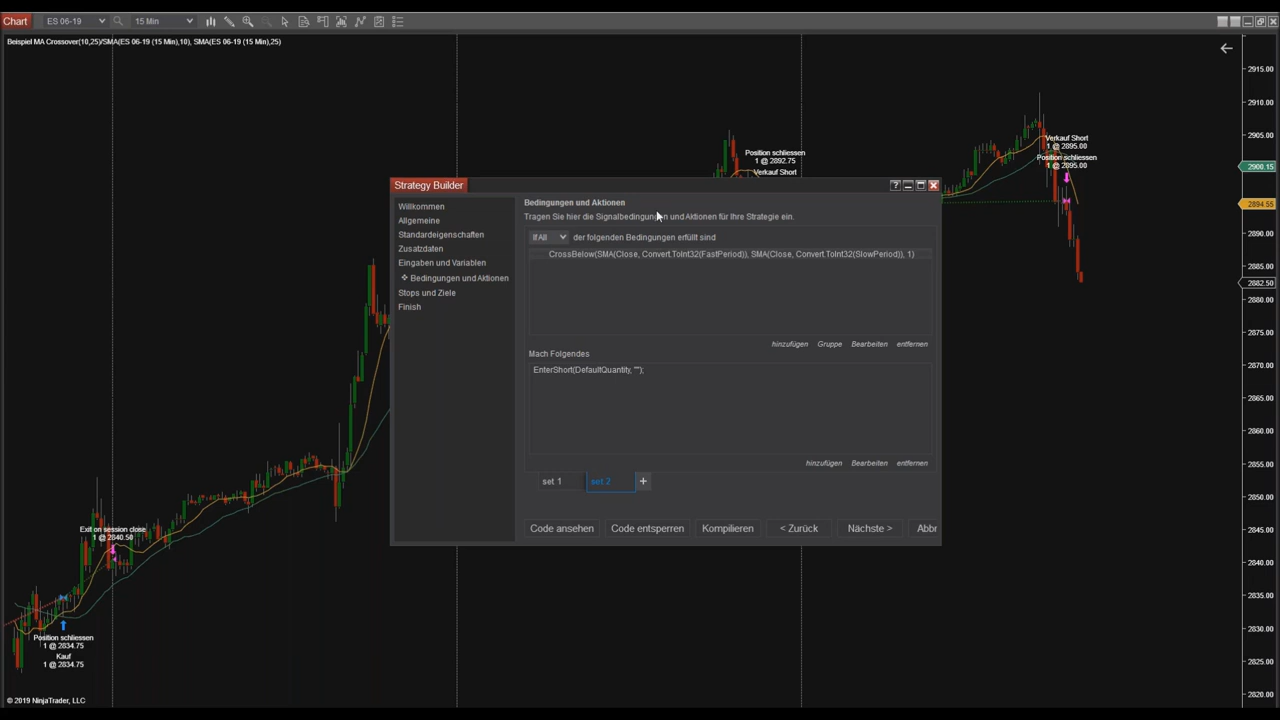 Chart
ES 06-19
15 Min
Beispiel MA Crossover(10,25)/SMA(ES 06-19 (15 Min),10), SMA(ES 06-19 (15 Min),25)
2915.00
2910.00
2905.00
2900.15
2894.55
2890.00
2885.00
2882.50
2880.00
2875.00
2870.00
2865.00
2860.00
2855.00
2850.00
2845.00
2840.00
2835.00
2830.00
2825.00
2820.00
Position schliessen
1 @ 2892.75
Verkauf Short
Verkauf Short
1 @ 2895.00
Position schliessen
1 @ 2895.00
Exit on session close
1 @ 2840.50
Position schliessen
1 @ 2834.75
Kauf
1 @ 2834.75
Strategy Builder
?
Willkommen
Allgemeine
Standardeigenschaften
Zusatzdaten
Eingaben und Variablen
Bedingungen und Aktionen
Stops und Ziele
Finish
Bedingungen und Aktionen
Tragen Sie hier die Signalbedingungen und Aktionen für Ihre Strategie ein.
If All der folgenden Bedingungen erfüllt sind
CrossBelow(SMA(Close, Convert.ToInt32(FastPeriod)), SMA(Close, Convert.ToInt32(SlowPeriod)), 1)
hinzufügen Gruppe Bearbeiten entfernen
Mach Folgendes
EnterShort(DefaultQuantity, "");
hinzufügen Bearbeiten entfernen
set 1 set 2 +
Code ansehen Code entsperren Kompilieren < Zurück Nächste > Abbr
© 2019 NinjaTrader, LLC